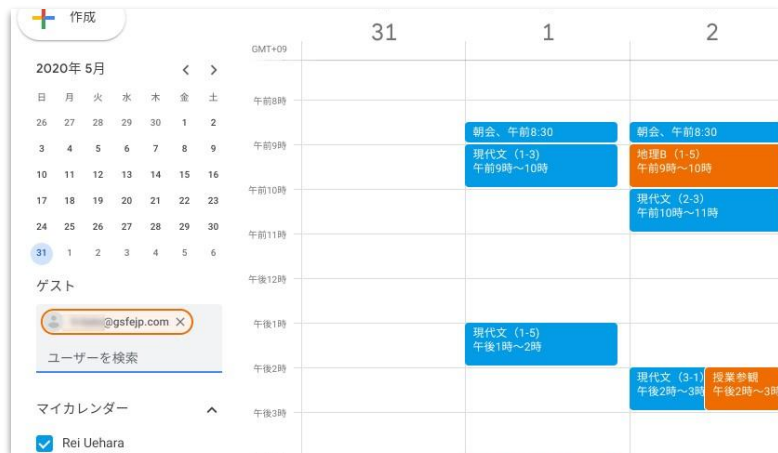 作成
2020年 5月
日 月 火 水 木 金 土
26 27 28 29 30 1 2
3 4 5 6 7 8 9
10 11 12 13 14 15 16
17 18 19 20 21 22 23
24 25 26 27 28 29 30
31 1 2 3 4 5 6
ゲスト
@gsfejp.com
ユーザーを検索
マイカレンダー
Rei Uehara
31 1 2
GMT+09
午前8時
午前9時
午前10時
午前11時
午後12時
午後1時
午後2時
午後3時
朝会、午前8:30
現代文（1-3）
午前9時～10時
現代文（1-5）
午後1時～2時
朝会、午前8:30
地理B（1-5）
午前9時～10時
現代文（2-3）
午前10時～11時
現代文（3-1）
午後2時～3時
授業参観
午後2時～3時